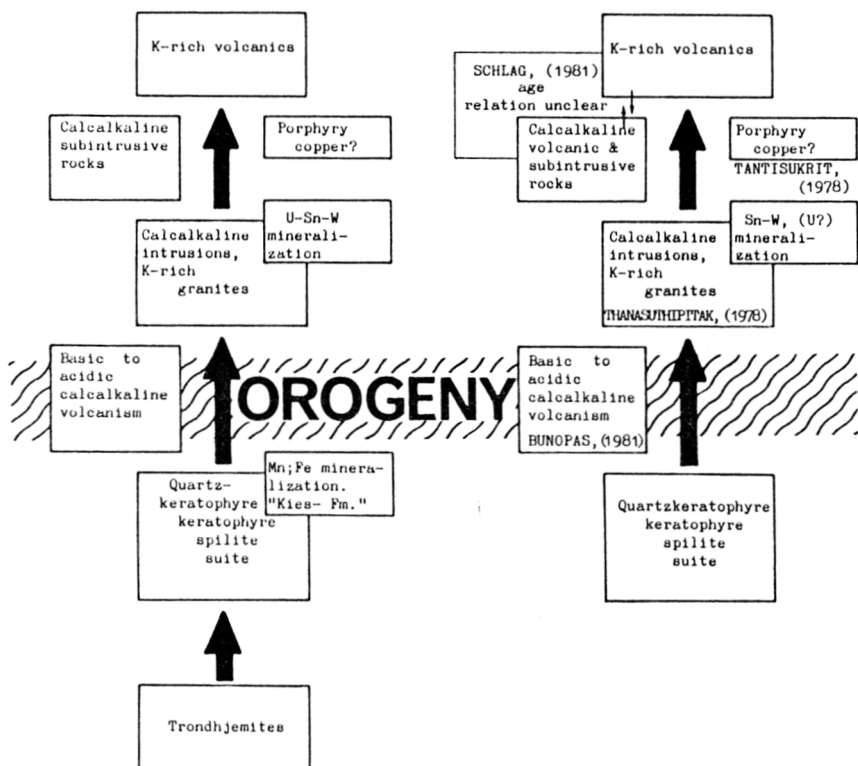 K-rich volcanics
Calcalkaline
subintrusive
rocks
Porphyry
copper?
U-Sn-W
minerali-
zation
Calcalkaline
intrusions,
K-rich
granites
Basic to
acidic
calcalkaline
volcanism
OROGENY
Mn;Fe minera-
lization.
"Kies- Fm."
Quartz-
keratophyre
keratophyre
spilite
suite
Trondhjemites
K-rich volcanics
SCHLAG, (1981)
age
relation unclear
Calcalkaline
volcanic &
subintrusive
rocks
Porphyry
copper?
TANTISUKRIT,
(1978)
Sn-W, (U?)
minerali-
zation
Calcalkaline
intrusions,
K-rich
granites
THANASUTHIPITAK, (1978)
Basic to
acidic
calcalkaline
volcanism
BUNOPAS, (1981)
Quartzkeratophyre
keratophyre
spilite
suite